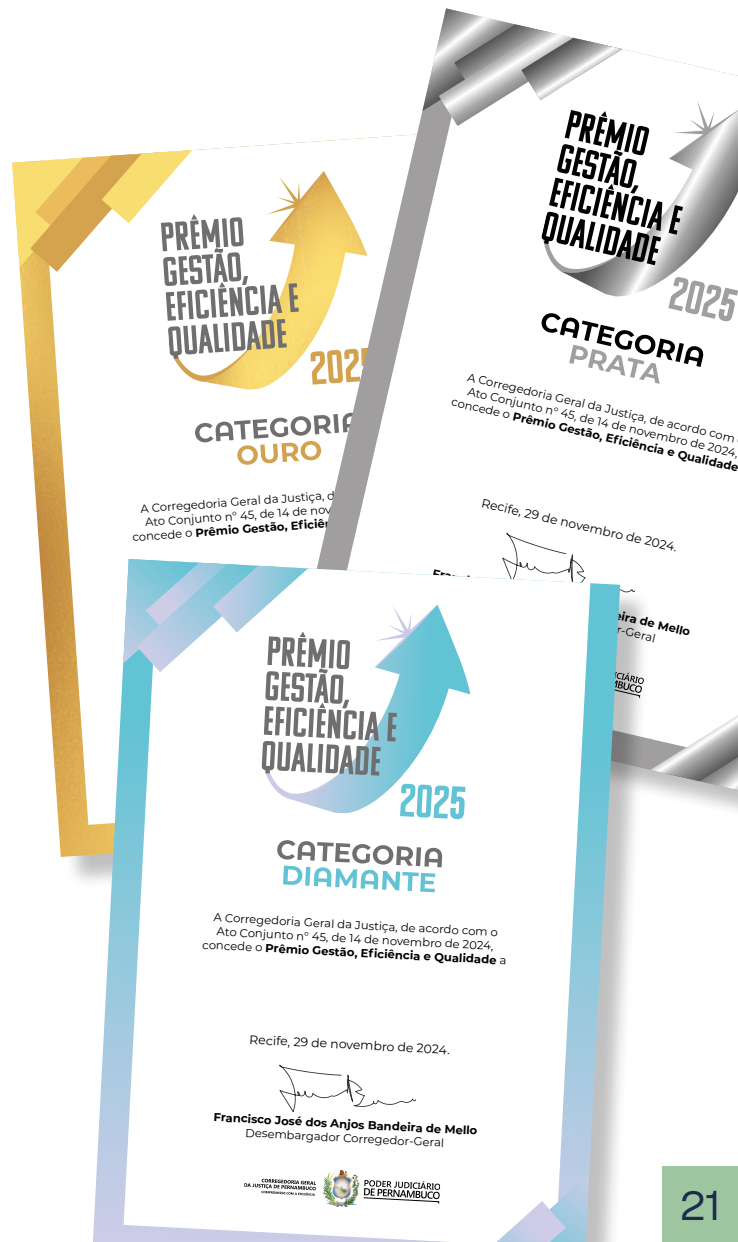 PRÊMIO
GESTÃO,
EFICIÊNCIA E
QUALIDADE
2025
CATEGORIA
OURO
A Corregedoria Geral da Justiça,
Ato Conjunto nº 45, de 14 de
concede o Prêmio Gestão,
PRÊMIO
GESTÃO,
EFICIÊNCIA E
QUALIDADE
2025
CATEGORIA
PRATA
A Corregedoria Geral da Justiça, de acordo com
Ato Conjunto nº 45, de 14 de novembro de 2024,
concede o Prêmio Gestão, Eficiência e Qualidade
Recife, 29 de novembro de 2024.
de Mello
PRÊMIO
GESTÃO,
EFICIÊNCIA E
QUALIDADE
2025
CATEGORIA
DIAMANTE
A Corregedoria Geral da Justiça, de acordo com o
Ato Conjunto nº 45, de 14 de novembro de 2024,
concede o Prêmio Gestão, Eficiência e Qualidade a
Recife, 29 de novembro de 2024.
Francisco José dos Anjos Bandeira de Mello
Desembargador Corregedor-Geral
CORREGEDORIA GERAL
DA JUSTIÇA DE PERNAMBUCO
COMPROMISSO COM A EFICIÊNCIA
PODER JUDICIÁRIO
DE PERNAMBUCO
21